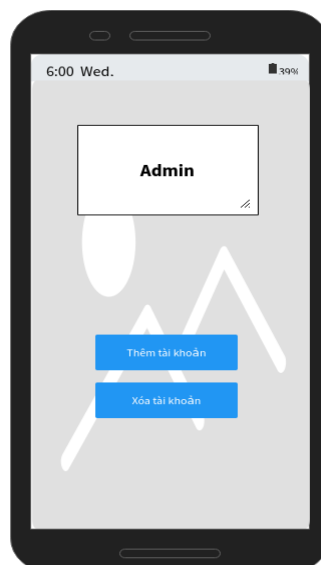 6:00 Wed.
39%
Admin
Thêm tài khoản
Xóa tài khoản